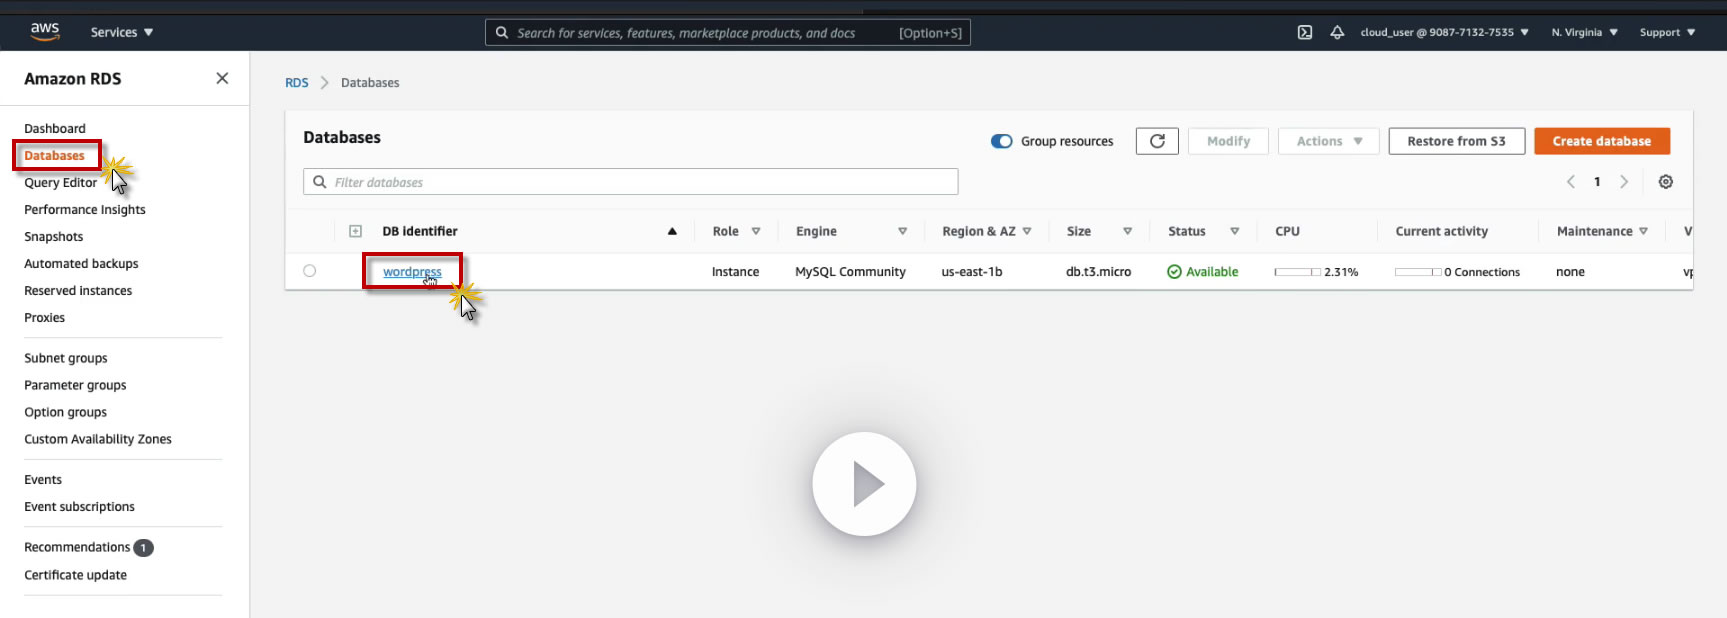 aws Services Search for services, features, marketplace products, and docs [Option+S] cloud_user @ 9087-7132-7535 N. Virginia Support
Amazon RDS
RDS Databases
Dashboard
Databases
Query Editor
Performance Insights
Snapshots
Automated backups
Reserved instances
Proxies
Subnet groups
Parameter groups
Option groups
Custom Availability Zones
Events
Event subscriptions
Recommendations 1
Certificate update
Databases
Group resources Modify Actions Restore from S3 Create database
Filter databases 1
DB identifier Role Engine Region & AZ Size Status CPU Current activity Maintenance V
wordpress Instance MySQL Community us-east-1b db.t3.micro Available 2.31% 0 Connections none vp